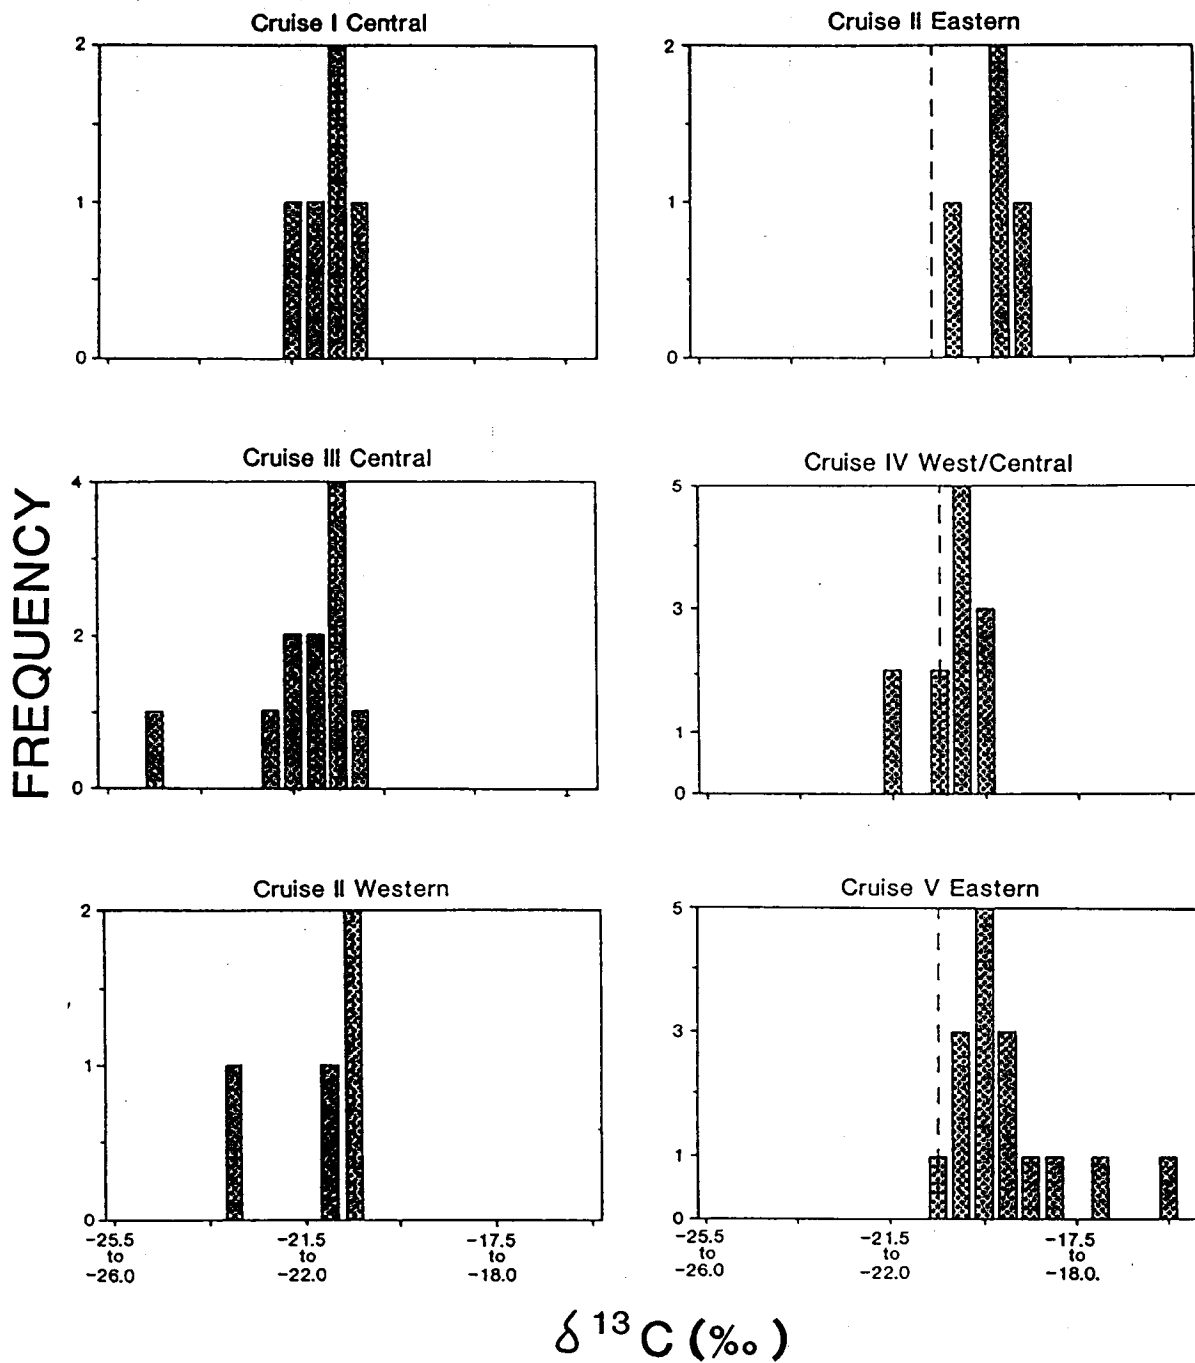 Cruise I Central
2
1
0
Cruise II Eastern
2
1
0
FREQUENCY
Cruise III Central
4
2
1
0
Cruise IV West/Central
5
3
1
0
Cruise II Western
2
1
0
-25.5
to
-26.0
-21.5
to
-22.0
-17.5
to
-18.0
Cruise V Eastern
5
3
1
0
-25.5
to
-26.0
-21.5
to
-22.0
-17.5
to
-18.0.
δ ¹³C (‰)